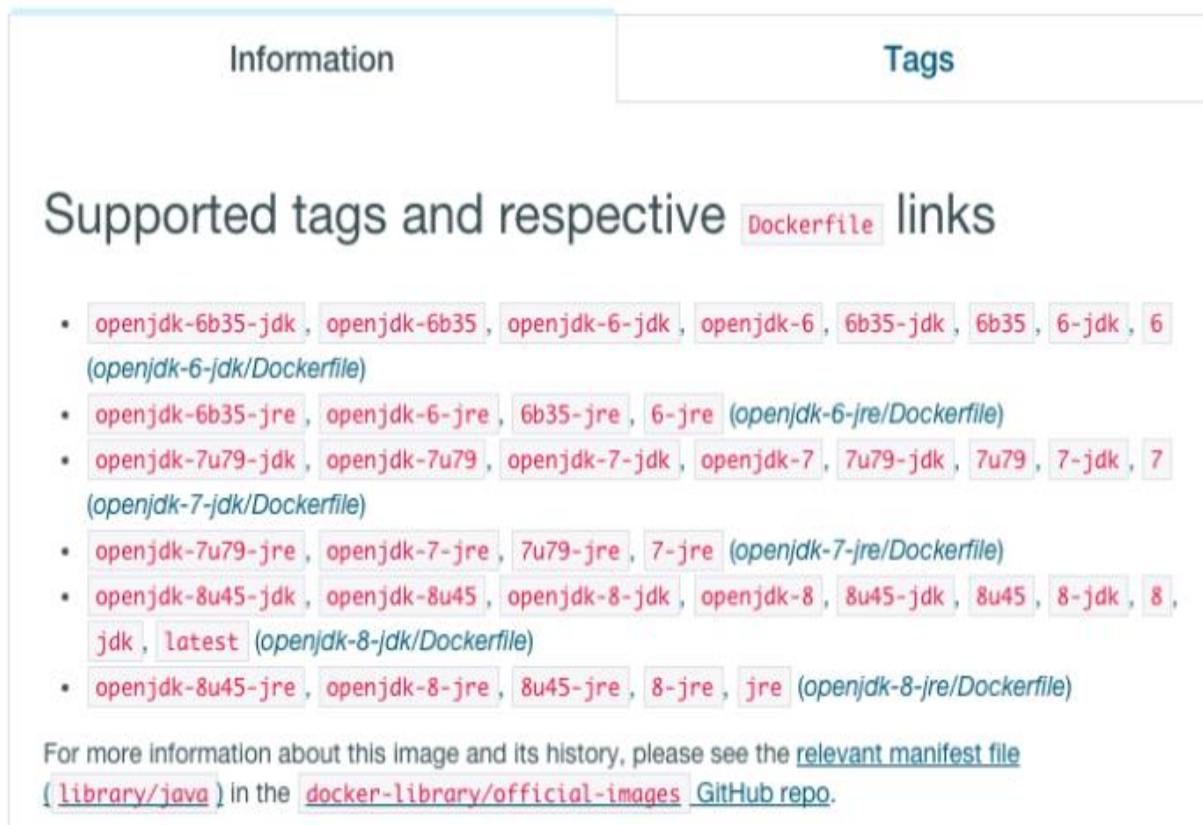 Information Tags
Supported tags and respective Dockerfile links
• openjdk-6b35-jdk, openjdk-6b35, openjdk-6-jdk, openjdk-6, 6b35-jdk, 6b35, 6-jdk, 6
(openjdk-6-jdk/Dockerfile)
• openjdk-6b35-jre, openjdk-6-jre, 6b35-jre, 6-jre (openjdk-6-jre/Dockerfile)
• openjdk-7u79-jdk, openjdk-7u79, openjdk-7-jdk, openjdk-7, 7u79-jdk, 7u79, 7-jdk, 7
(openjdk-7-jdk/Dockerfile)
• openjdk-7u79-jre, openjdk-7-jre, 7u79-jre, 7-jre (openjdk-7-jre/Dockerfile)
• openjdk-8u45-jdk, openjdk-8u45, openjdk-8-jdk, openjdk-8, 8u45-jdk, 8u45, 8-jdk, 8,
jdk, latest (openjdk-8-jdk/Dockerfile)
• openjdk-8u45-jre, openjdk-8-jre, 8u45-jre, 8-jre, jre (openjdk-8-jre/Dockerfile)
For more information about this image and its history, please see the relevant manifest file
(library/java) in the docker-library/official-images GitHub repo.